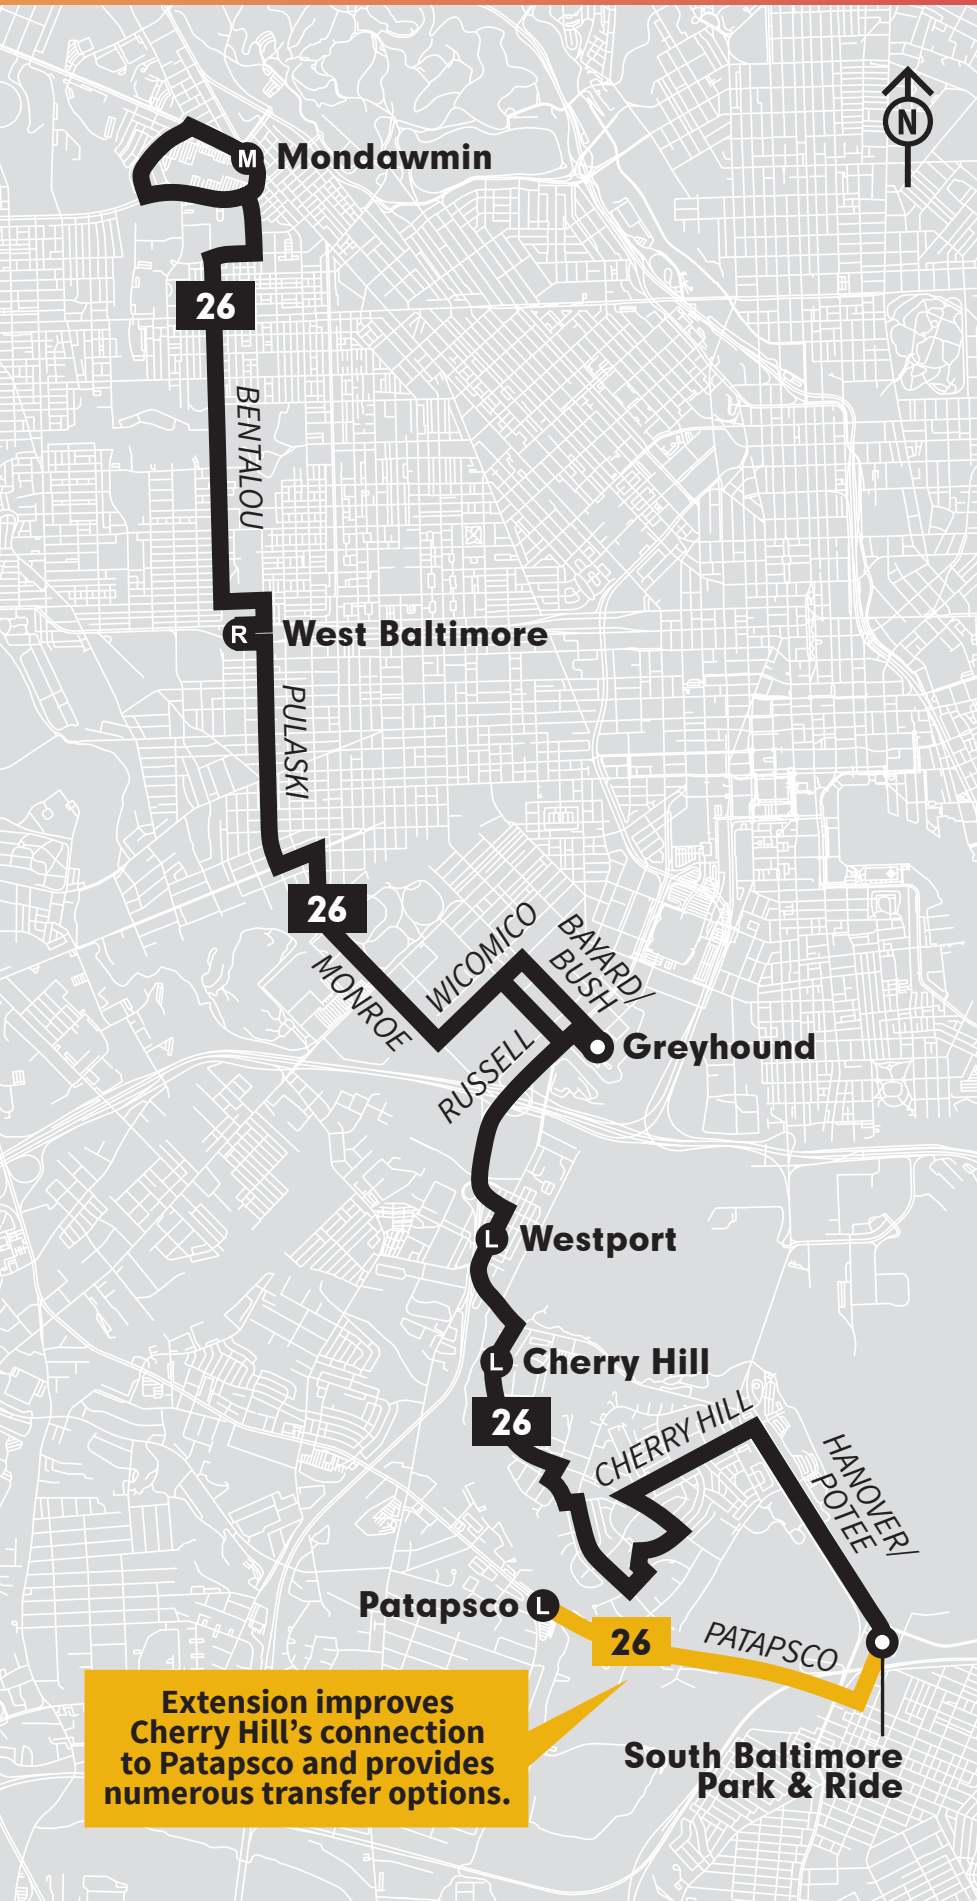 N
M
Mondawmin
26
BENTALOU
R
West Baltimore
PULASKI
26
MONROE
WICOMICO
BAYARD/
BUSH
RUSSELL
Greyhound
L
Westport
L
Cherry Hill
26
CHERRY HILL
HANOVER/
POTEE
Patapsco
L
26
PATAPSCO
Extension improves
Cherry Hill’s connection
to Patapsco and provides
numerous transfer options.
South Baltimore
Park & Ride